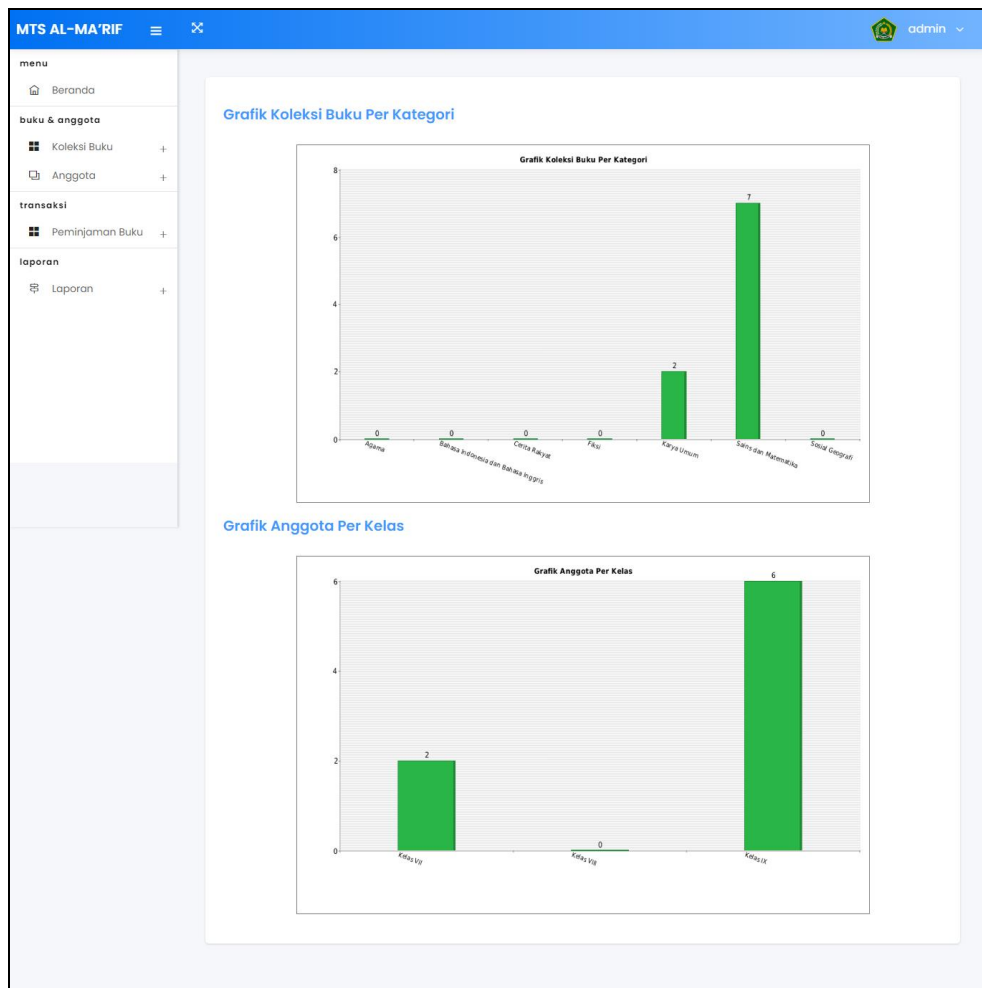 MTS AL-MA'RIF
admin
menu
Beranda
buku & anggota
Koleksi Buku +
Anggota +
transaksi
Peminjaman Buku +
laporan
Laporan +
Grafik Koleksi Buku Per Kategori
Grafik Koleksi Buku Per Kategori
8
7
6
4
2
2
0 0 0 0 0
0
Agama
Bahasa Indonesia dan Bahasa Inggris
Cerita Rakyat
Fiksi
Karya Umum
Sains dan Matematika
Sosial Geografi
Grafik Anggota Per Kelas
Grafik Anggota Per Kelas
6
6
4
2
2
0
0
Kelas VII
Kelas VIII
Kelas IX